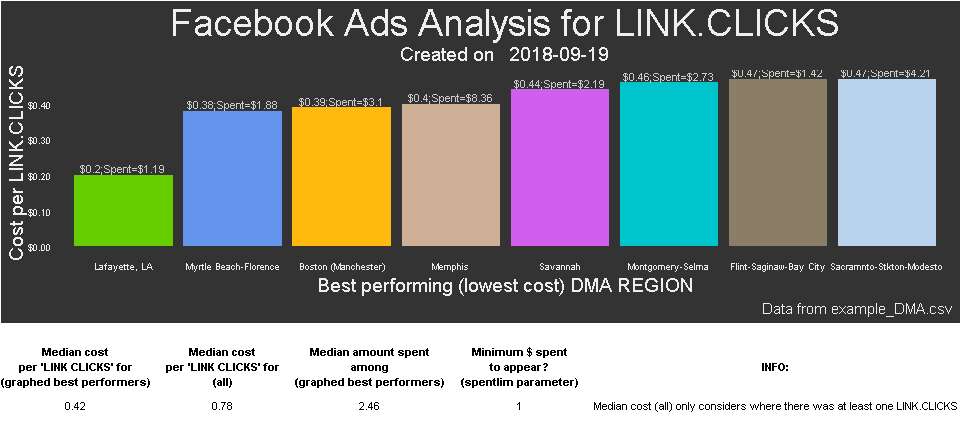 Facebook Ads Analysis for LINK.CLICKS
Created on 2018-09-19
Cost per LINK.CLICKS
$0.40
$0.30
$0.20
$0.10
$0.00
$0.2;Spent=$1.19
$0.38;Spent=$1.88
$0.39;Spent=$3.1
$0.4;Spent=$8.36
$0.44;Spent=$2.19
$0.46;Spent=$2.73
$0.47;Spent=$1.42
$0.47;Spent=$4.21
Lafayette, LA
Myrtle Beach-Florence
Boston (Manchester)
Memphis
Savannah
Montgomery-Selma
Flint-Saginaw-Bay City
Sacramnto-Stkton-Modesto
Best performing (lowest cost) DMA REGION
Data from example_DMA.csv
Median cost
per 'LINK CLICKS' for
(graphed best performers)
Median cost
per 'LINK CLICKS' for
(all)
Median amount spent
among
(graphed best performers)
Minimum $ spent
to appear?
(spentlim parameter)
INFO:
0.42
0.78
2.46
1
Median cost (all) only considers where there was at least one LINK.CLICKS